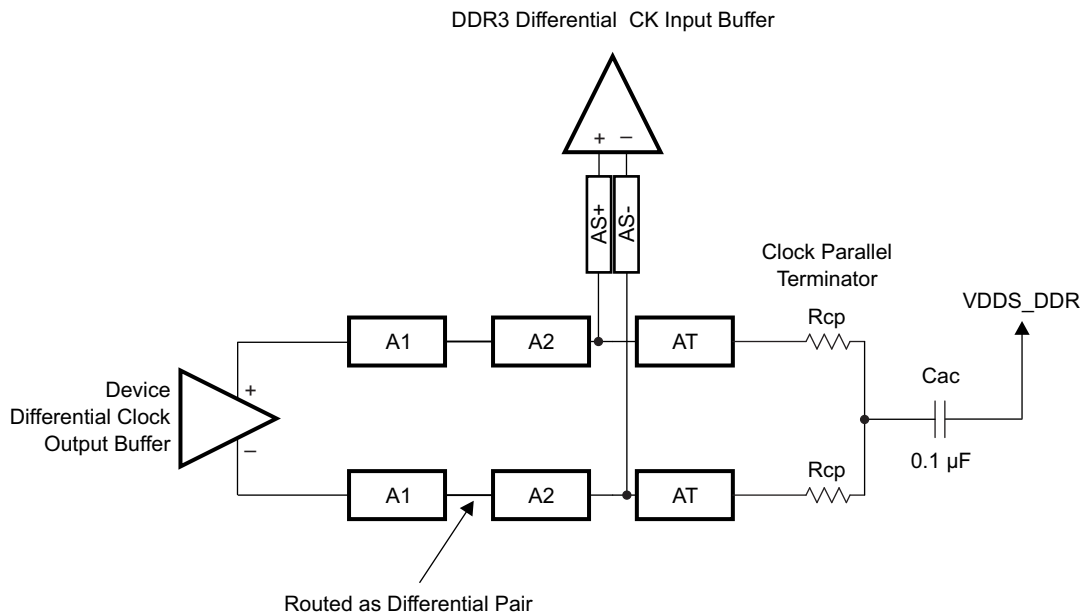 DDR3 Differential CK Input Buffer
+ –
AS+
AS-
Clock Parallel
Terminator
VDDS_DDR
Rcp
A1
A2
AT
Cac
Device
Differential Clock
Output Buffer
+
–
0.1 µF
Rcp
A1
A2
AT
Routed as Differential Pair